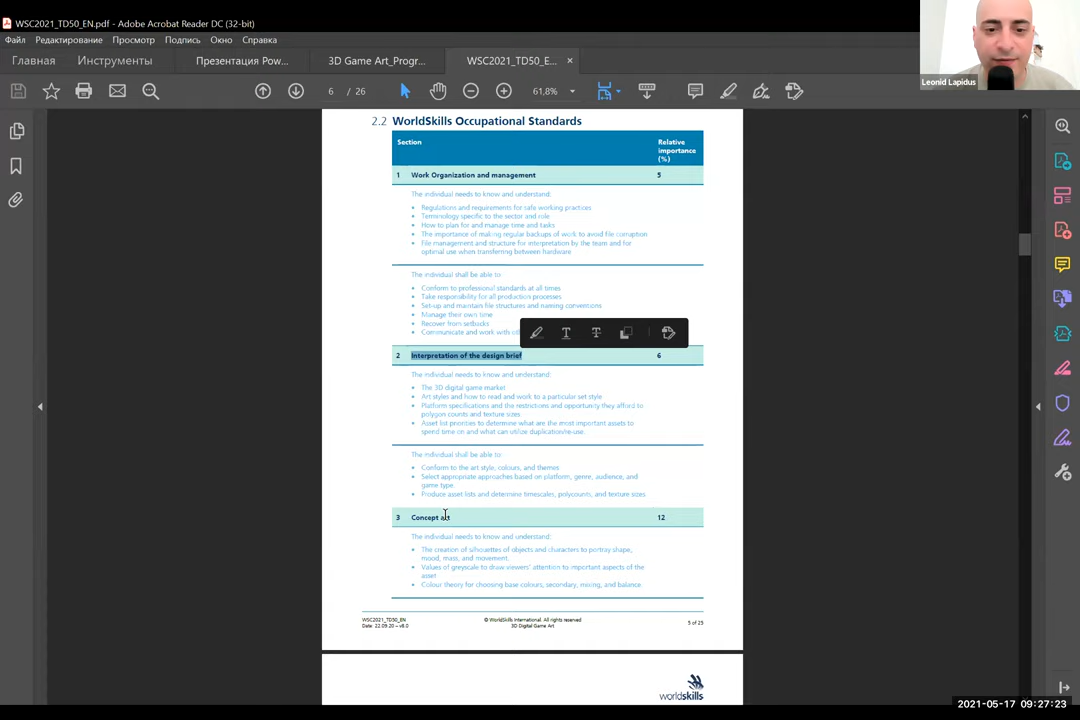 WSC2021_TD50_EN.pdf - Adobe Acrobat Reader DC (32-bit)
Файл Редактирование Просмотр Подпись Окно Справка
Главная Инструменты Презентация Pow... 3D Game Art_Progr... WSC2021_TD50_E... ×
6 / 26 61,8%
Leonid Lapidus
2.2 WorldSkills Occupational Standards
Section Relative importance (%)
1 Work Organization and management 5
The individual needs to know and understand:
• Regulations and requirements for safe working practices
• Terminology specific to the sector and role
• How to plan for and manage time and tasks
• The importance of making regular backups of work to avoid file corruption
• File management and structure for interpretation by the team and for
optimal use when transferring between hardware
The individual shall be able to:
• Conform to professional standards at all times
• Take responsibility for all production processes
• Set-up and maintain file structures and naming conventions
• Manage their own time
• Recover from setbacks
• Communicate and work with
2 Interpretation of the design brief 6
The individual needs to know and understand:
• The 3D digital game market
• Art styles and how to read and work to a particular set style
• Platform specifications and the restrictions and opportunity they afford to
polygon counts and texture sizes
• Asset list priorities to determine what are the most important assets to
spend time on and what can utilize duplication/re-use.
The individual shall be able to:
• Conform to the art style, colours, and themes
• Select appropriate approaches based on platform, genre, audience, and
game type
• Produce asset lists and determine timescales, polycounts, and texture sizes
3 Concept art 12
The individual needs to know and understand:
• The creation of silhouettes of objects and characters to portray shape,
mood, mass, and movement.
• Values of greyscale to draw viewers' attention to important aspects of the
asset
• Colour theory for choosing base colours, secondary, mixing, and balance.
WSC2021_TD50_EN
Date: 22.09.20 – v6.0
© WorldSkills International. All rights reserved
3D Digital Game Art
5 of 25
worldskills
2021-05-17 09:27:23